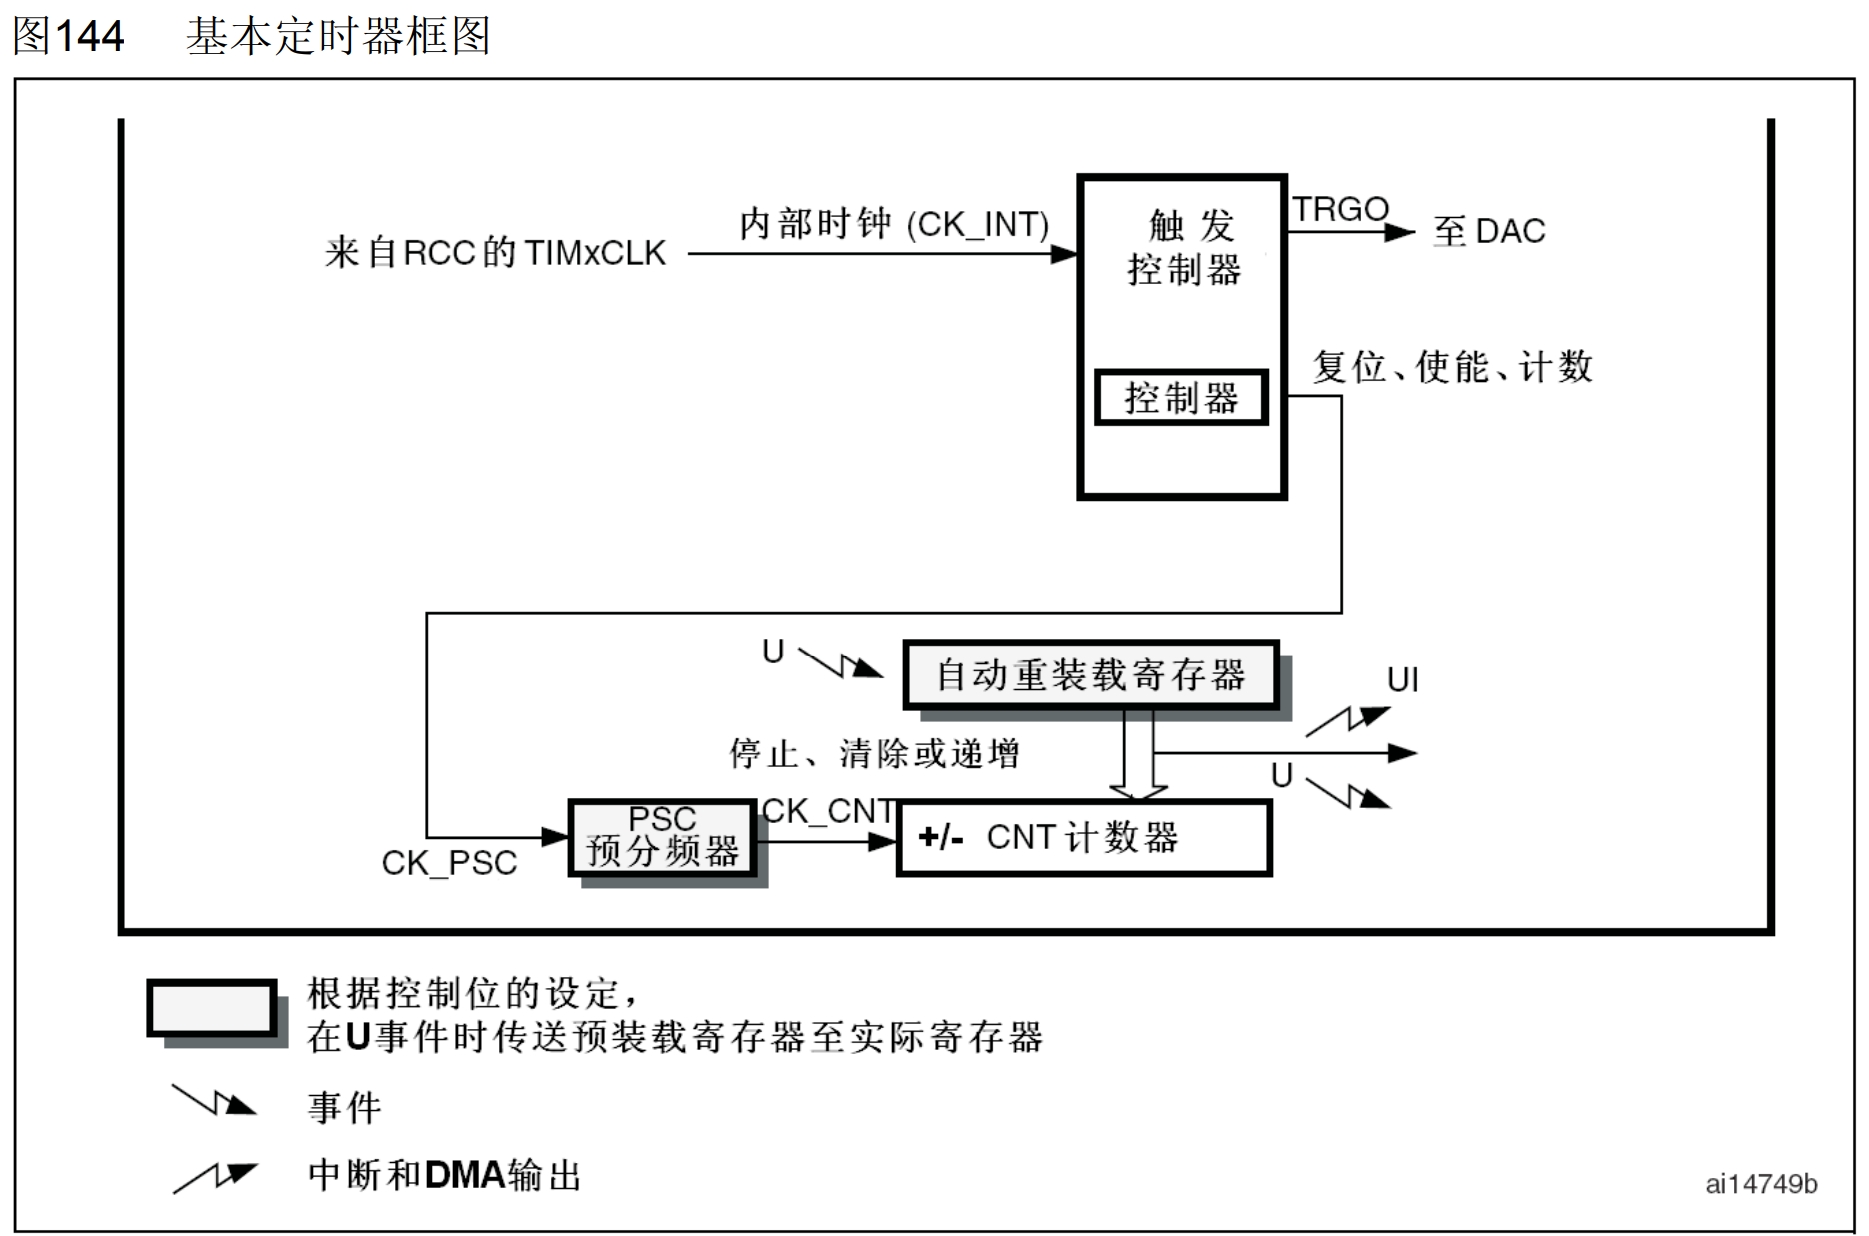 图144 基本定时器框图
来自RCC的TIMxCLK
内部时钟 (CK_INT)
触发
控制器
TRGO
至DAC
控制器
复位、使能、计数
U
自动重装载寄存器
UI
停止、清除或递增
U
CK_PSC
PSC
预分频器
CK_CNT
+/- CNT计数器
根据控制位的设定，
在U事件时传送预装载寄存器至实际寄存器
事件
中断和DMA输出
ai14749b